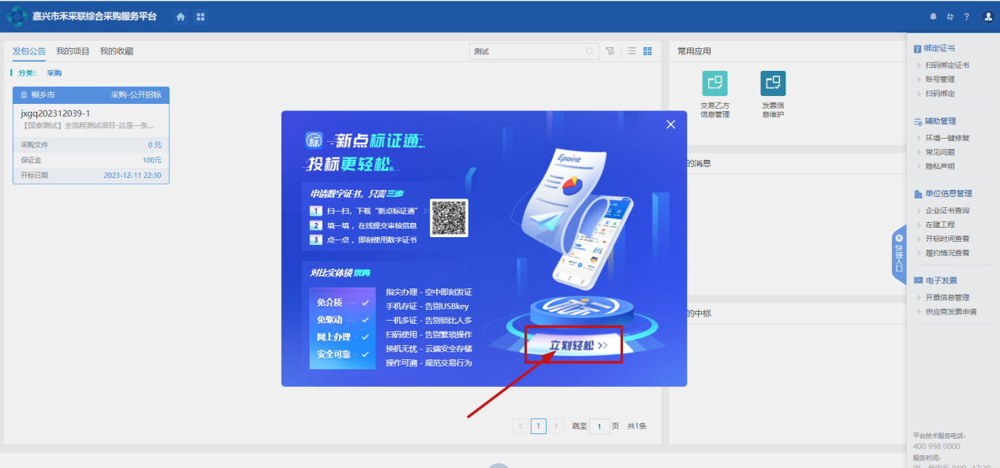 嘉兴市禾采联综合采购服务平台
发包公告 我的项目 我的收藏
测试
分类： 采购
桐乡市 采购-公开招标
jxgq202312039-1
【国泰测试】全流程测试项目-这是一条...
采购文件 0 元
保证金 100元
开标日期 2023-12-11 22:30
新点标证通
投标更轻松
申请数字证书，只需三步
1 扫一扫，下载“新点标证通”
2 填一填 ，在线提交审核信息
3 点一点 ，即刻使用数字证书
对比实体锁 优势
免介质
免驱动
网上办理
安全可靠
指尖办理 - 空中即刻发证
手机存证 - 告别USBkey
一机多证 - 告别锁比人多
扫码使用 - 告别繁琐操作
换机无忧 - 云端安全存储
操作可溯 - 规范交易行为
Epoint
标
立刻轻松 >>
1 跳至 1 页 共1条
常用应用
交易乙方
信息管理
发票信
息维护
的消息
的中标
快捷入口
绑定证书
扫码绑定证书
账号管理
扫码绑定
辅助管理
环境一键修复
常见问题
隐私声明
单位信息管理
企业证书查询
在建工程
开标时间查看
履约情况查看
电子发票
开票信息管理
供应商发票申请
平台技术服务电话：
400 998 0000
服务时间：